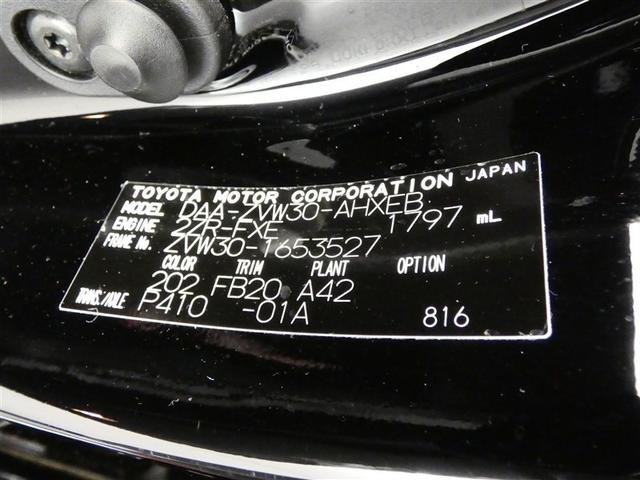 TOYOTA MOTOR CORPORATION JAPAN
MODEL DAA-ZVW30-AHXEB
ENGINE 2ZR-FXE 1797 mL
FRAME No. ZVW30-1653527
COLOR TRIM PLANT OPTION
202 FB20 A42
TRANS./AXLE P410 -01A 816